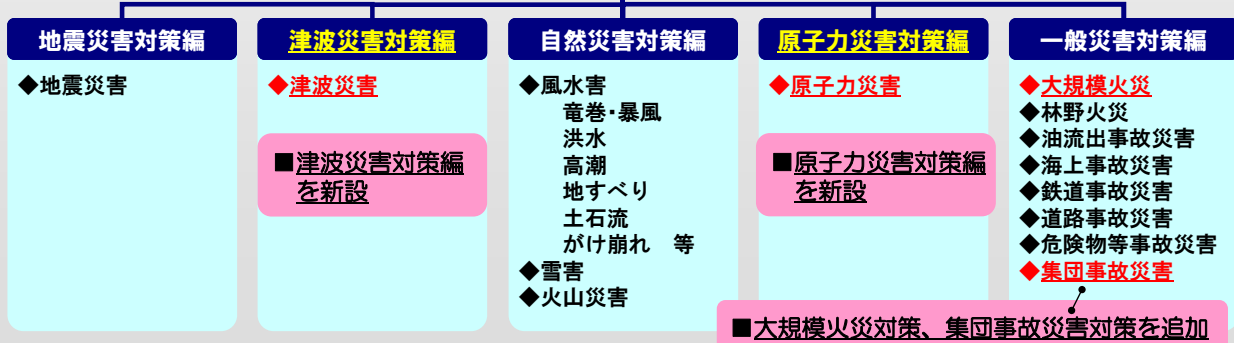 地震災害対策編
◆地震災害
津波災害対策編
◆津波災害
■津波災害対策編
を新設
自然災害対策編
◆風水害
竜巻・暴風
洪水
高潮
地すべり
土石流
がけ崩れ 等
◆雪害
◆火山災害
原子力災害対策編
◆原子力災害
■原子力災害対策編
を新設
一般災害対策編
◆大規模火災
◆林野火災
◆油流出事故災害
◆海上事故災害
◆鉄道事故災害
◆道路事故災害
◆危険物等事故災害
◆集団事故災害
■大規模火災対策、集団事故災害対策を追加